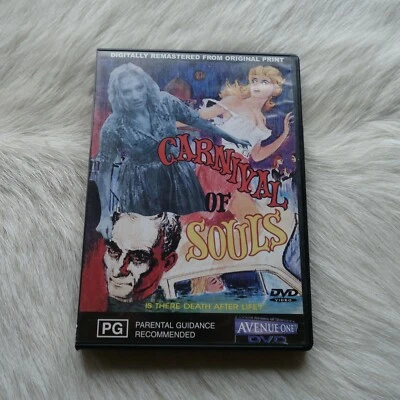 DIGITALLY REMASTERED FROM ORIGINAL PRINT
CARNIVAL
OF
SOULS
DVD
VIDEO
IS THERE DEATH AFTER LIFE?
PG
PARENTAL GUIDANCE
RECOMMENDED
AVENUE ONE
DVD